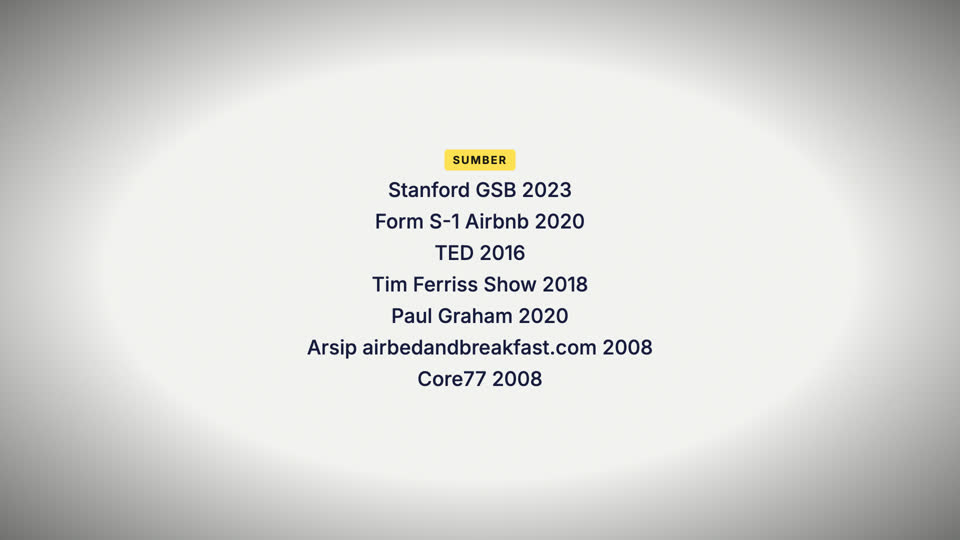 SUMBER
Stanford GSB 2023
Form S-1 Airbnb 2020
TED 2016
Tim Ferriss Show 2018
Paul Graham 2020
Arsip airbedandbreakfast.com 2008
Core77 2008